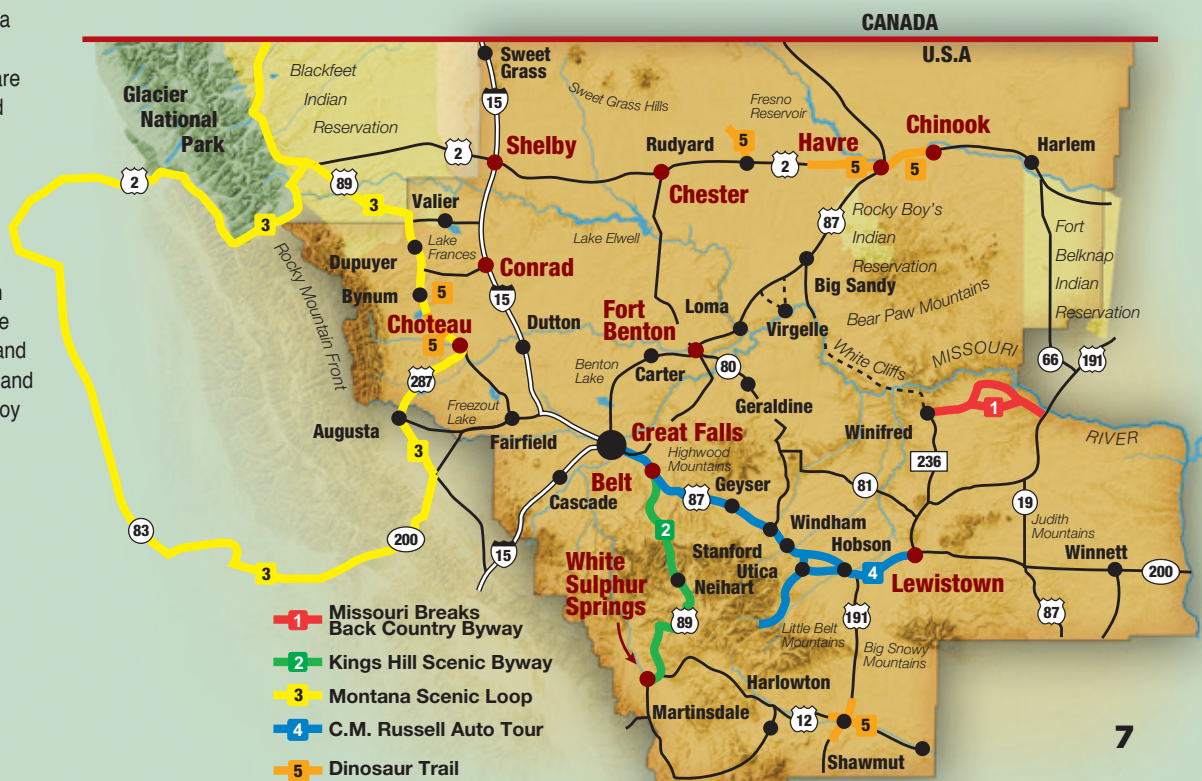 a
are
d
n
e
and
and
oy
CANADA
U.S.A
Sweet
Grass
Blackfeet
Indian
Reservation
Glacier
National
Park
15
Sweet Grass Hills
Fresno
Reservoir
2
Shelby
Rudyard
5
2
Havre
5
5
Chinook
Harlem
2
89
3
3
Valier
Chester
87
Rocky Boy's
Indian
Reservation
Fort
Belknap
Indian
Reservation
Lake
Frances
Dupuyer
Lake Elwell
Rocky Mountain Front
Conrad
15
Bynum
5
Big Sandy
Bear Paw Mountains
Choteau
5
Dutton
Fort
Benton
Loma
Virgelle
White Cliffs
MISSOURI
RIVER
66
191
287
Benton
Lake
Carter
80
Geraldine
Freezout
Lake
Augusta
Fairfield
3
Great Falls
Highwood
Mountains
Winifred
1
236
Belt
Cascade
87
Geyser
81
19
Judith
Mountains
83
200
15
2
Windham
Stanford
Hobson
Utica
4
Lewistown
Winnett
200
White
Sulphur
Springs
Neihart
89
Little Belt
Mountains
191
Big Snowy
Mountains
87
3
Harlowton
Martinsdale
12
5
Shawmut
1 Missouri Breaks
Back Country Byway
2 Kings Hill Scenic Byway
3 Montana Scenic Loop
4 C.M. Russell Auto Tour
5 Dinosaur Trail
7